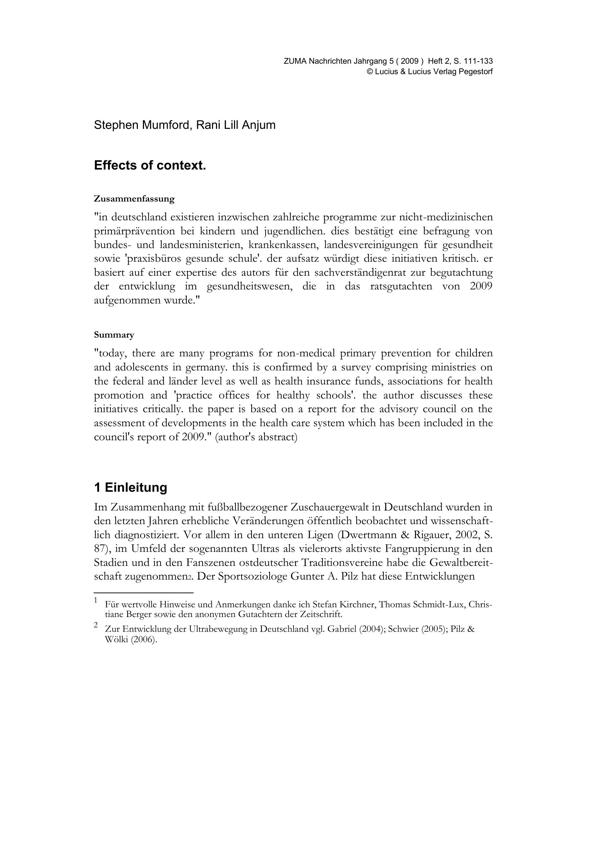 ZUMA Nachrichten Jahrgang 5 ( 2009 ) Heft 2, S. 111-133
© Lucius & Lucius Verlag Pegestorf
Stephen Mumford, Rani Lill Anjum
Effects of context.
Zusammenfassung
"in deutschland existieren inzwischen zahlreiche programme zur nicht-medizinischen
primärprävention bei kindern und jugendlichen. dies bestätigt eine befragung von
bundes- und landesministerien, krankenkassen, landesvereinigungen für gesundheit
sowie 'praxisbüros gesunde schule'. der aufsatz würdigt diese initiativen kritisch. er
basiert auf einer expertise des autors für den sachverständigenrat zur begutachtung
der entwicklung im gesundheitswesen, die in das ratsgutachten von 2009
aufgenommen wurde."
Summary
"today, there are many programs for non-medical primary prevention for children
and adolescents in germany. this is confirmed by a survey comprising ministries on
the federal and länder level as well as health insurance funds, associations for health
promotion and 'practice offices for healthy schools'. the author discusses these
initiatives critically. the paper is based on a report for the advisory council on the
assessment of developments in the health care system which has been included in the
council's report of 2009." (author's abstract)
1 Einleitung
Im Zusammenhang mit fußballbezogener Zuschauergewalt in Deutschland wurden in
den letzten Jahren erhebliche Veränderungen öffentlich beobachtet und wissenschaft-
lich diagnostiziert. Vor allem in den unteren Ligen (Dwertmann & Rigauer, 2002, S.
87), im Umfeld der sogenannten Ultras als vielerorts aktivste Fangruppierung in den
Stadien und in den Fanszenen ostdeutscher Traditionsvereine habe die Gewaltbereit-
schaft zugenommen2. Der Sportsoziologe Gunter A. Pilz hat diese Entwicklungen
1 Für wertvolle Hinweise und Anmerkungen danke ich Stefan Kirchner, Thomas Schmidt-Lux, Chris-
tiane Berger sowie den anonymen Gutachtern der Zeitschrift.
2 Zur Entwicklung der Ultrabewegung in Deutschland vgl. Gabriel (2004); Schwier (2005); Pilz &
Wölki (2006).